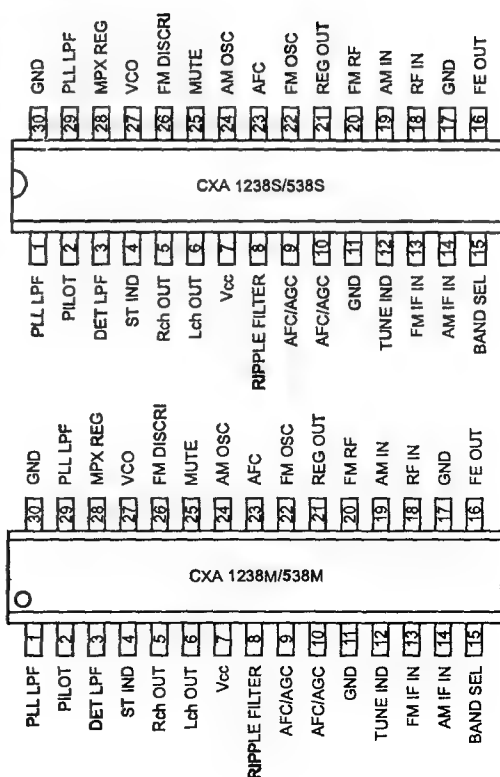 GND PLL LPF MPX REG VCO FM DISCRI MUTE AM OSC AFC FM OSC REG OUT FM RF AM IN RF IN GND FE OUT
30 29 28 27 26 25 24 23 22 21 20 19 18 17 16
CXA 1238S/538S
1 2 3 4 5 6 7 8 9 10 11 12 13 14 15
PLL LPF PILOT DET LPF ST IND Rch OUT Lch OUT Vcc RIPPLE FILTER AFC/AGC AFC/AGC GND TUNE IND FM IF IN AM IF IN BAND SEL
GND PLL LPF MPX REG VCO FM DISCRI MUTE AM OSC AFC FM OSC REG OUT FM RF AM IN RF IN GND FE OUT
30 29 28 27 26 25 24 23 22 21 20 19 18 17 16
CXA 1238M/538M
1 2 3 4 5 6 7 8 9 10 11 12 13 14 15
PLL LPF PILOT DET LPF ST IND Rch OUT Lch OUT Vcc RIPPLE FILTER AFC/AGC AFC/AGC GND TUNE IND FM IF IN AM IF IN BAND SEL